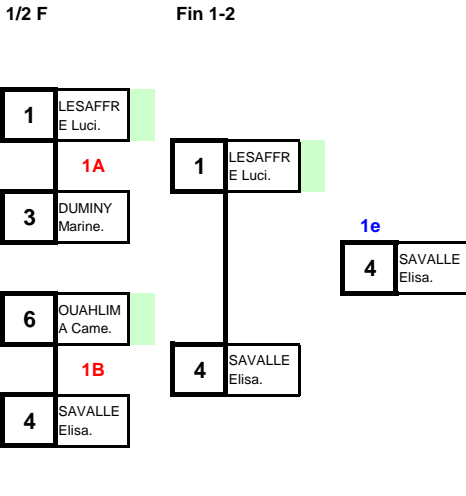 1/2 F
Fin 1-2
1
LESAFFR
E Luci.
1A
3
DUMINY
Marine.
6
OUAHLIM
A Came.
1B
4
SAVALLE
Elisa.
1
LESAFFR
E Luci.
4
SAVALLE
Elisa.
1e
4
SAVALLE
Elisa.